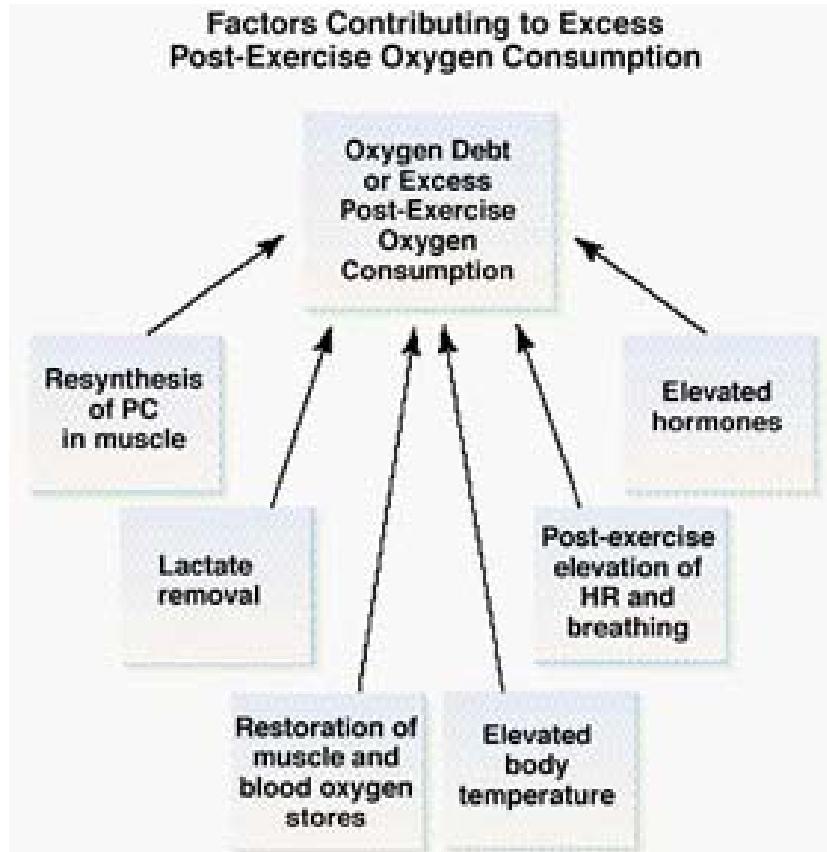 Factors Contributing to Excess
Post-Exercise Oxygen Consumption
Oxygen Debt
or Excess
Post-Exercise
Oxygen
Consumption
Resynthesis
of PC
in muscle
Elevated
hormones
Lactate
removal
Post-exercise
elevation of
HR and
breathing
Restoration of
muscle and
blood oxygen
stores
Elevated
body
temperature